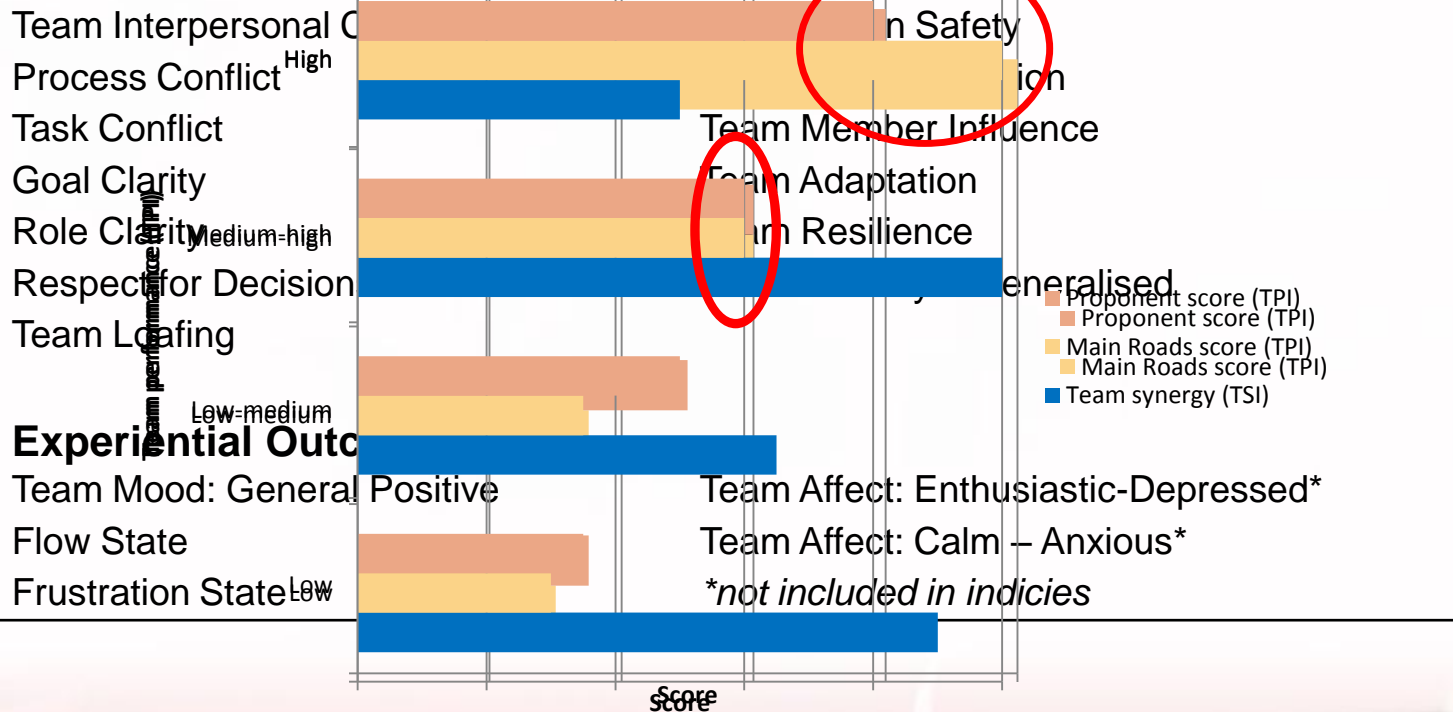 Team Interpersonal C
n Safety
High
High
Process Conflict
ion
Task Conflict
Team Member Influence
Goal Clarity
Team Adaptation
Role Clarity
Medium-high
Medium-high
am Resilience
Respect for Decision
eneralised
Team Loafing
Proponent score (TPI)
Proponent score (TPI)
Main Roads score (TPI)
Main Roads score (TPI)
Team synergy (TSI)
Low-medium
Low-medium
Experiential Outc
Team Mood: General Positive
Team Affect: Enthusiastic-Depressed*
Flow State
Team Affect: Calm – Anxious*
Frustration State
Low
Low
*not included in indicies
Score
Score